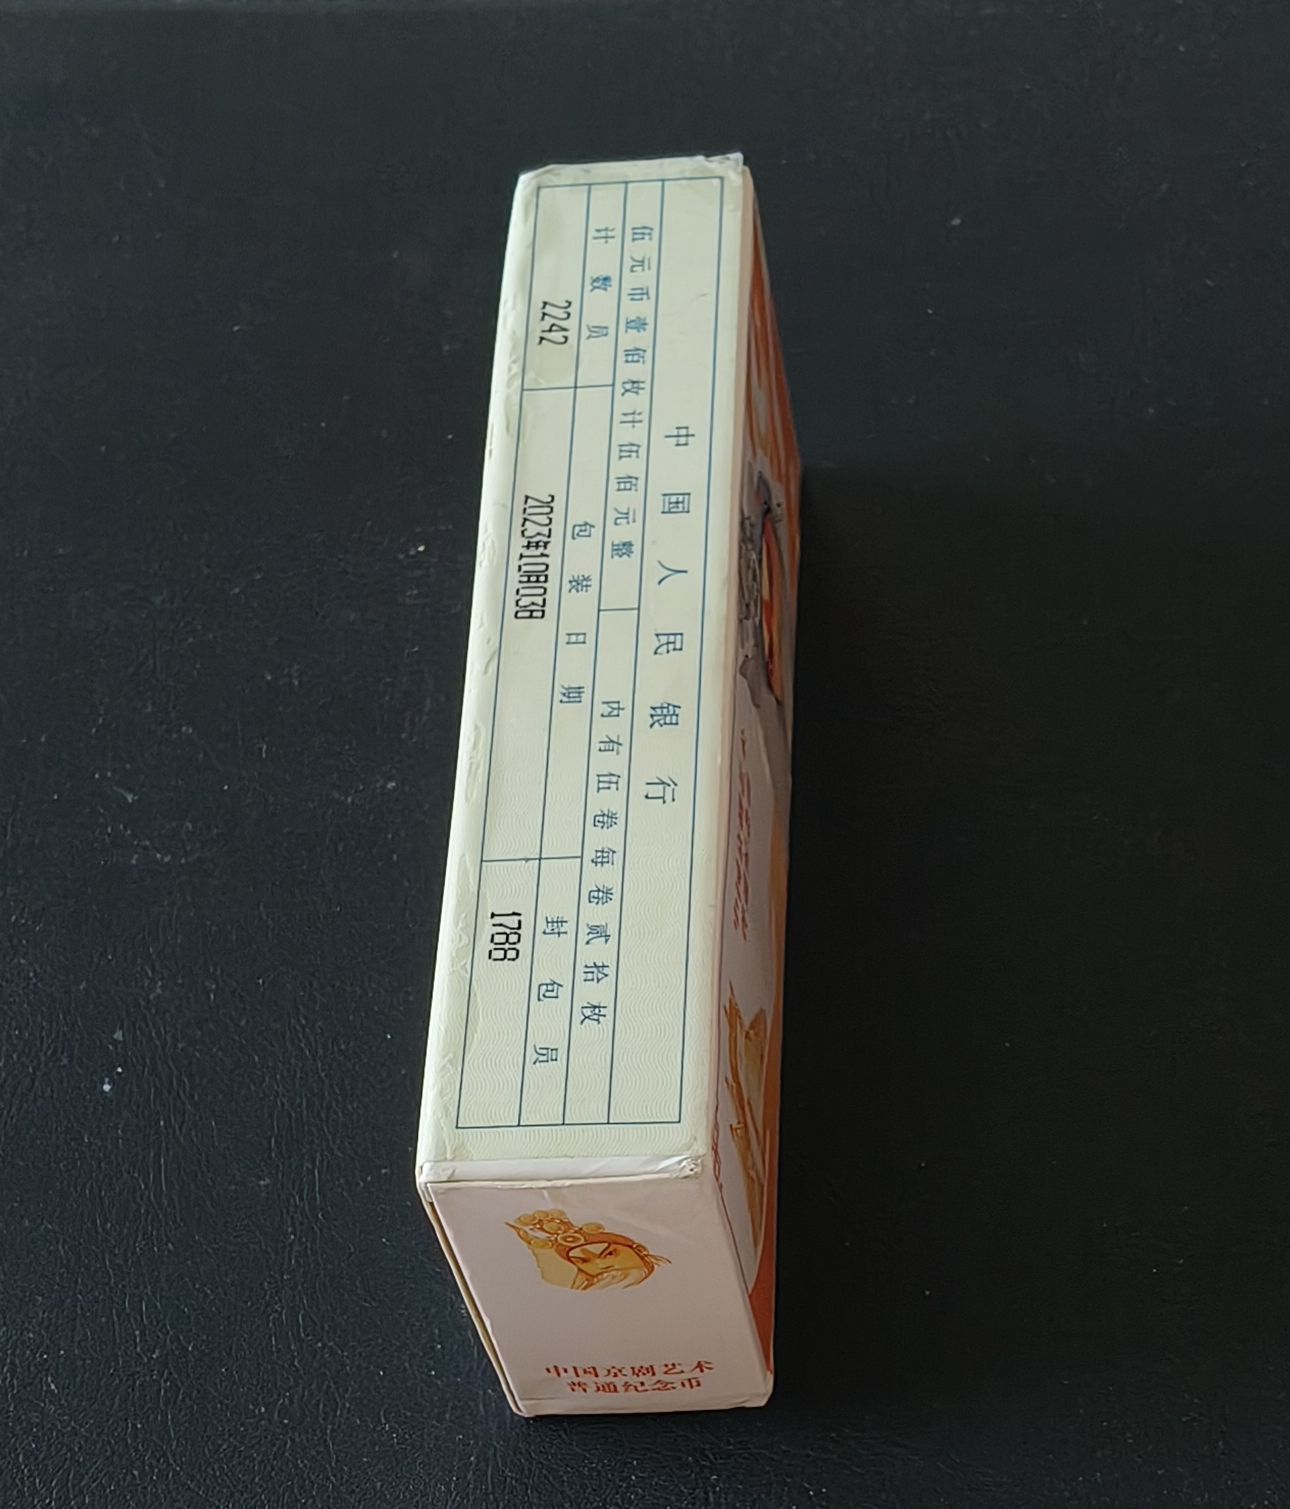 中国人民银行
伍元币壹佰枚计伍佰元整 内有伍卷每卷贰拾枚
计数员 包装日期 封包员
2242 2023年10月03日 1788
中国京剧艺术
普通纪念币